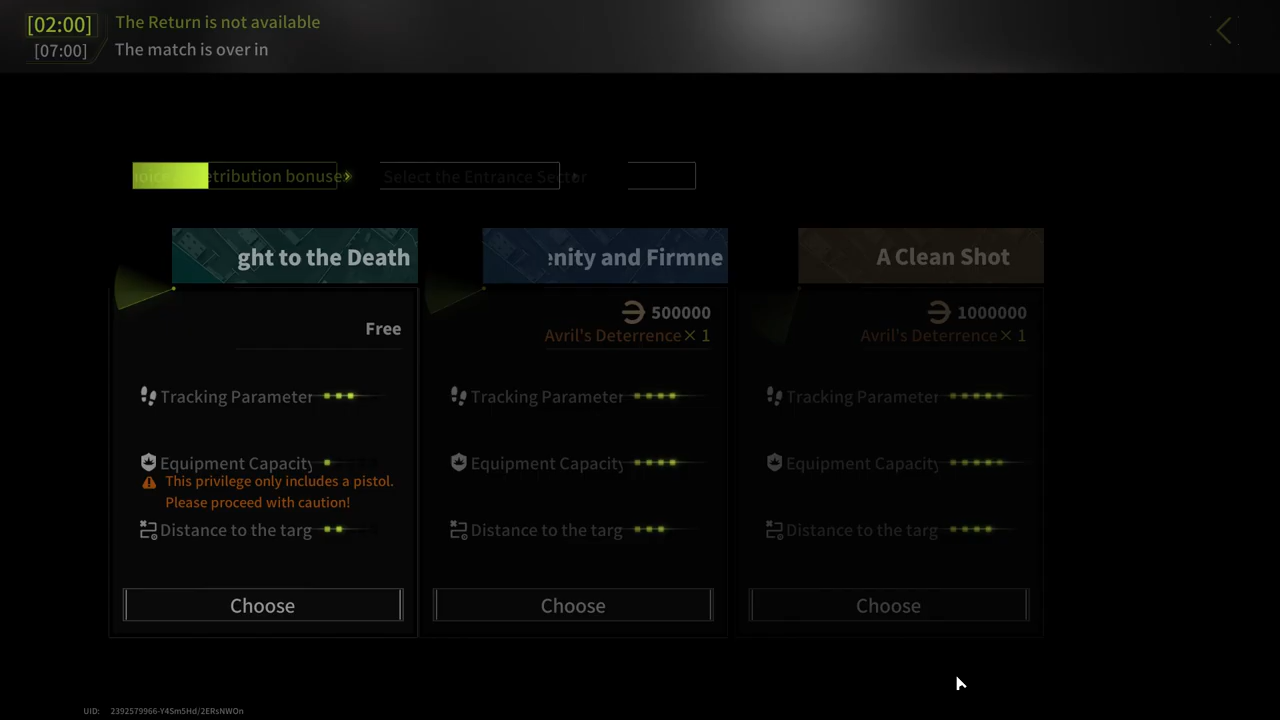 [02:00] The Return is not available
[07:00] The match is over in
etribution bonuses
Select the Entrance Sector
ght to the Death
enity and Firmne
A Clean Shot
Free
500000
Avril's Deterrence× 1
1000000
Avril's Deterrence× 1
Tracking Parameter
Tracking Parameter
Tracking Parameter
Equipment Capacity
Equipment Capacity
Equipment Capacity
This privilege only includes a pistol.
Please proceed with caution!
Distance to the targ
Distance to the targ
Distance to the targ
Choose
Choose
Choose
UID: 2392579966-Y4Sm5Hd/2ERsNWOn